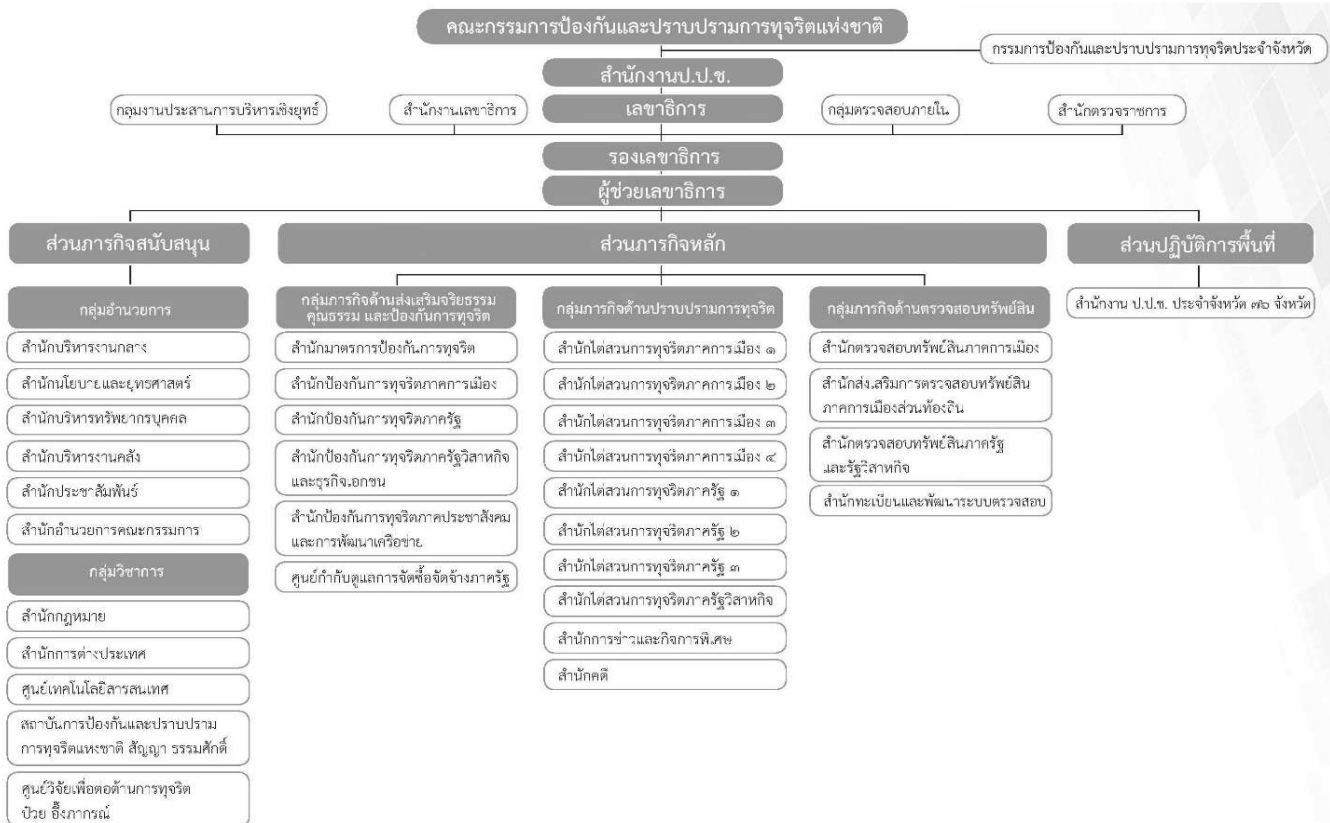 คณะกรรมการป้องกันและปราบปรามการทุจริตแห่งชาติ
กรรมการป้องกันและปราบปรามการทุจริตประจำจังหวัด
สำนักงานป.ป.ช.
กลุ่มงานประสานการบริหารเชิงยุทธ์
สำนักงานเลขาธิการ
เลขาธิการ
กลุ่มตรวจสอบภายใน
สำนักตรวจราชการ
รองเลขาธิการ
ผู้ช่วยเลขาธิการ
ส่วนภารกิจสนับสนุน
กลุ่มอำนวยการ
สำนักบริหารงานกลาง
สำนักนโยบายและยุทธศาสตร์
สำนักบริหารทรัพยากรบุคคล
สำนักบริหารงานคลัง
สำนักประชาสัมพันธ์
สำนักอำนวยการคณะกรรมการ
กลุ่มวิชาการ
สำนักกฎหมาย
สำนักการต่างประเทศ
ศูนย์เทคโนโลยีสารสนเทศ
สถาบันการป้องกันและปราบปราม
การทุจริตแห่งชาติ สัญญา ธรรมศักดิ์
ศูนย์วิจัยเพื่อต่อต้านการทุจริต
ป๋วย อึ๊งภากรณ์
ส่วนภารกิจหลัก
กลุ่มภารกิจด้านส่งเสริมจริยธรรม
คุณธรรม และป้องกันการทุจริต
สำนักมาตรการป้องกันการทุจริต
สำนักป้องกันการทุจริตภาคการเมือง
สำนักป้องกันการทุจริตภาครัฐ
สำนักป้องกันการทุจริตภาครัฐวิสาหกิจ
และธุรกิจเอกชน
สำนักป้องกันการทุจริตภาคประชาสังคม
และการพัฒนาเครือข่าย
ศูนย์กำกับดูแลการจัดซื้อจัดจ้างภาครัฐ
กลุ่มภารกิจด้านปราบปรามการทุจริต
สำนักไต่สวนการทุจริตภาคการเมือง ๑
สำนักไต่สวนการทุจริตภาคการเมือง ๒
สำนักไต่สวนการทุจริตภาคการเมือง ๓
สำนักไต่สวนการทุจริตภาคการเมือง ๔
สำนักไต่สวนการทุจริตภาครัฐ ๑
สำนักไต่สวนการทุจริตภาครัฐ ๒
สำนักไต่สวนการทุจริตภาครัฐ ๓
สำนักไต่สวนการทุจริตภาครัฐวิสาหกิจ
สำนักการข่าวและกิจการพิเศษ
สำนักคดี
กลุ่มภารกิจด้านตรวจสอบทรัพย์สิน
สำนักตรวจสอบทรัพย์สินภาคการเมือง
สำนักส่งเสริมการตรวจสอบทรัพย์สิน
ภาคการเมืองส่วนท้องถิ่น
สำนักตรวจสอบทรัพย์สินภาครัฐ
และรัฐวิสาหกิจ
สำนักทะเบียนและพัฒนาระบบตรวจสอบ
ส่วนปฏิบัติการพื้นที่
สำนักงาน ป.ป.ช. ประจำจังหวัด ๗๖ จังหวัด